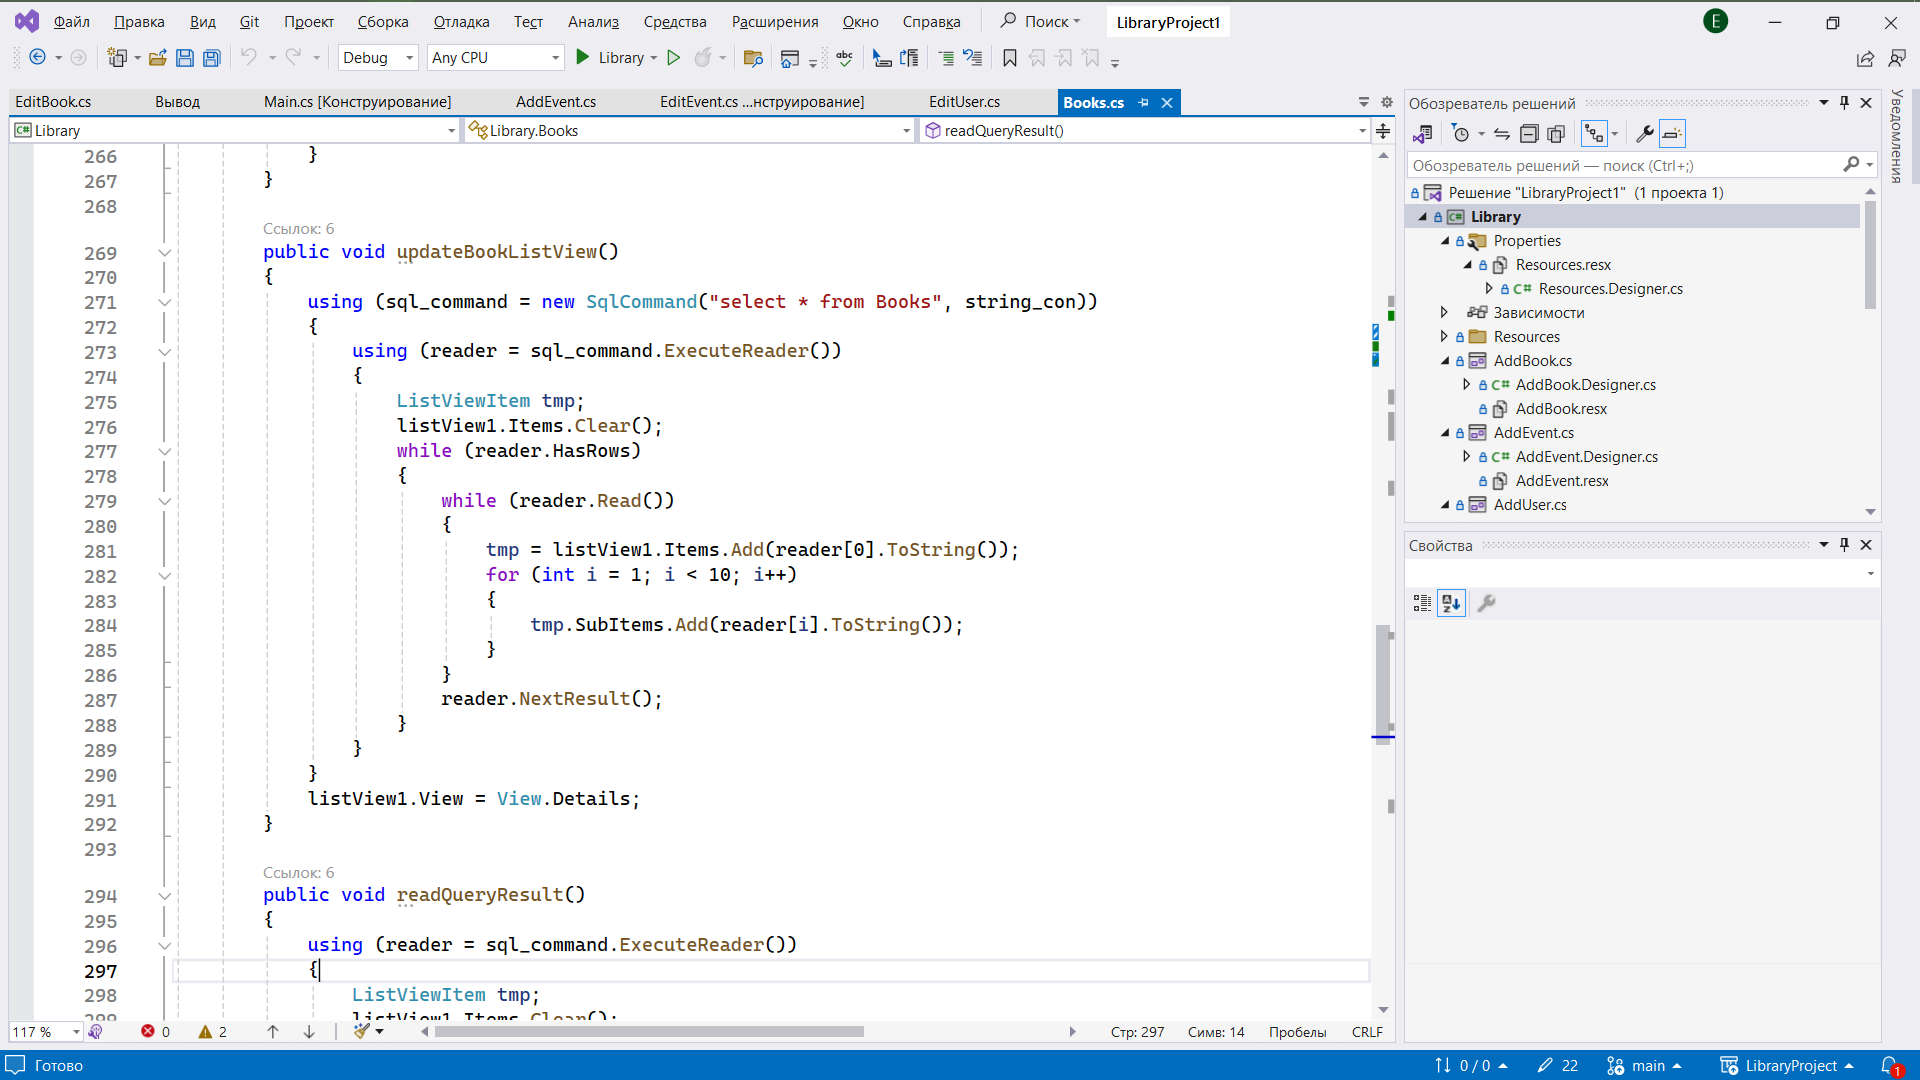 Файл Правка Вид Git Проект Сборка Отладка Тест Анализ Средства Расширения Окно Справка Поиск LibraryProject1 E
Debug Any CPU Library abc
EditBook.cs Вывод Main.cs [Конструирование] AddEvent.cs EditEvent.cs ...нструирование] EditUser.cs Books.cs
Library Library.Books readQueryResult()
266 }
267 }
268
Ссылок: 6
269 public void updateBookListView()
270 {
271 using (sql_command = new SqlCommand("select * from Books", string_con))
272 {
273 using (reader = sql_command.ExecuteReader())
274 {
275 ListViewItem tmp;
276 listView1.Items.Clear();
277 while (reader.HasRows)
278 {
279 while (reader.Read())
280 {
281 tmp = listView1.Items.Add(reader[0].ToString());
282 for (int i = 1; i < 10; i++)
283 {
284 tmp.SubItems.Add(reader[i].ToString());
285 }
286 }
287 reader.NextResult();
288 }
289 }
290 }
291 listView1.View = View.Details;
292 }
293
Ссылок: 6
294 public void readQueryResult()
295 {
296 using (reader = sql_command.ExecuteReader())
297 {
298 ListViewItem tmp;
299 listView1.Items.Clear();
117 % 0 2 Стр: 297 Симв: 14 Пробелы CRLF
Обозреватель решений
Обозреватель решений — поиск (Ctrl+;)
Решение "LibraryProject1" (1 проекта 1)
Library
Properties
Resources.resx
Resources.Designer.cs
Зависимости
Resources
AddBook.cs
AddBook.Designer.cs
AddBook.resx
AddEvent.cs
AddEvent.Designer.cs
AddEvent.resx
AddUser.cs
Свойства
Уведомления
Готово 0 / 0 22 main LibraryProject 1